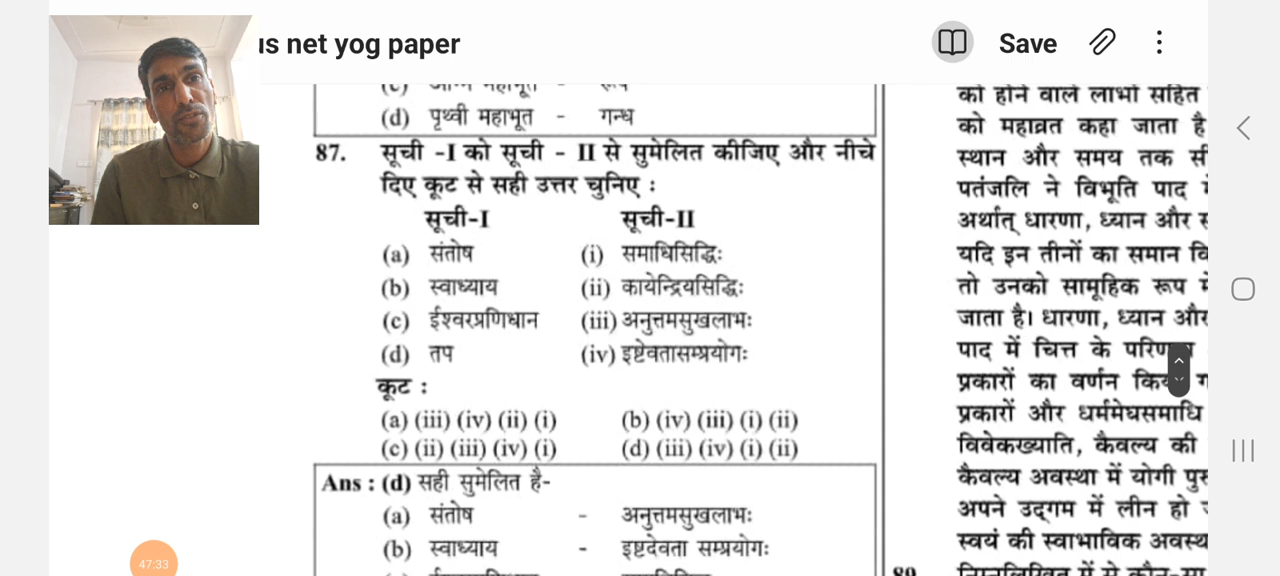 us net yog paper
Save
(d) पृथ्वी महाभूत - गन्ध
87. सूची -I को सूची - II से सुमेलित कीजिए और नीचे
दिए कूट से सही उत्तर चुनिए :
सूची-I सूची-II
(a) संतोष (i) समाधिसिद्धिः
(b) स्वाध्याय (ii) कायेन्द्रियसिद्धिः
(c) ईश्वरप्रणिधान (iii) अनुत्तमसुखलाभः
(d) तप (iv) इष्टेवतासम्प्रयोगः
कूट :
(a) (iii) (iv) (ii) (i) (b) (iv) (iii) (i) (ii)
(c) (ii) (iii) (iv) (i) (d) (iii) (iv) (i) (ii)
Ans : (d) सही सुमेलित है-
(a) संतोष - अनुत्तमसुखलाभः
(b) स्वाध्याय - इष्टदेवता सम्प्रयोगः
को होने वाले लाभों सहित
को महाव्रत कहा जाता है
स्थान और समय तक
पतंजलि ने विभूति पाद
अर्थात् धारणा, ध्यान और
यदि इन तीनों का समान
तो उनको सामूहिक रूप
जाता है। धारणा, ध्यान और
पाद में चित्त के
प्रकारों का वर्णन
प्रकारों और धर्ममेघसमाधि
विवेकख्याति, कैवल्य की
कैवल्य अवस्था में योगी
अपने उद्गम में लीन हो
स्वयं की स्वाभाविक
89.
47:33